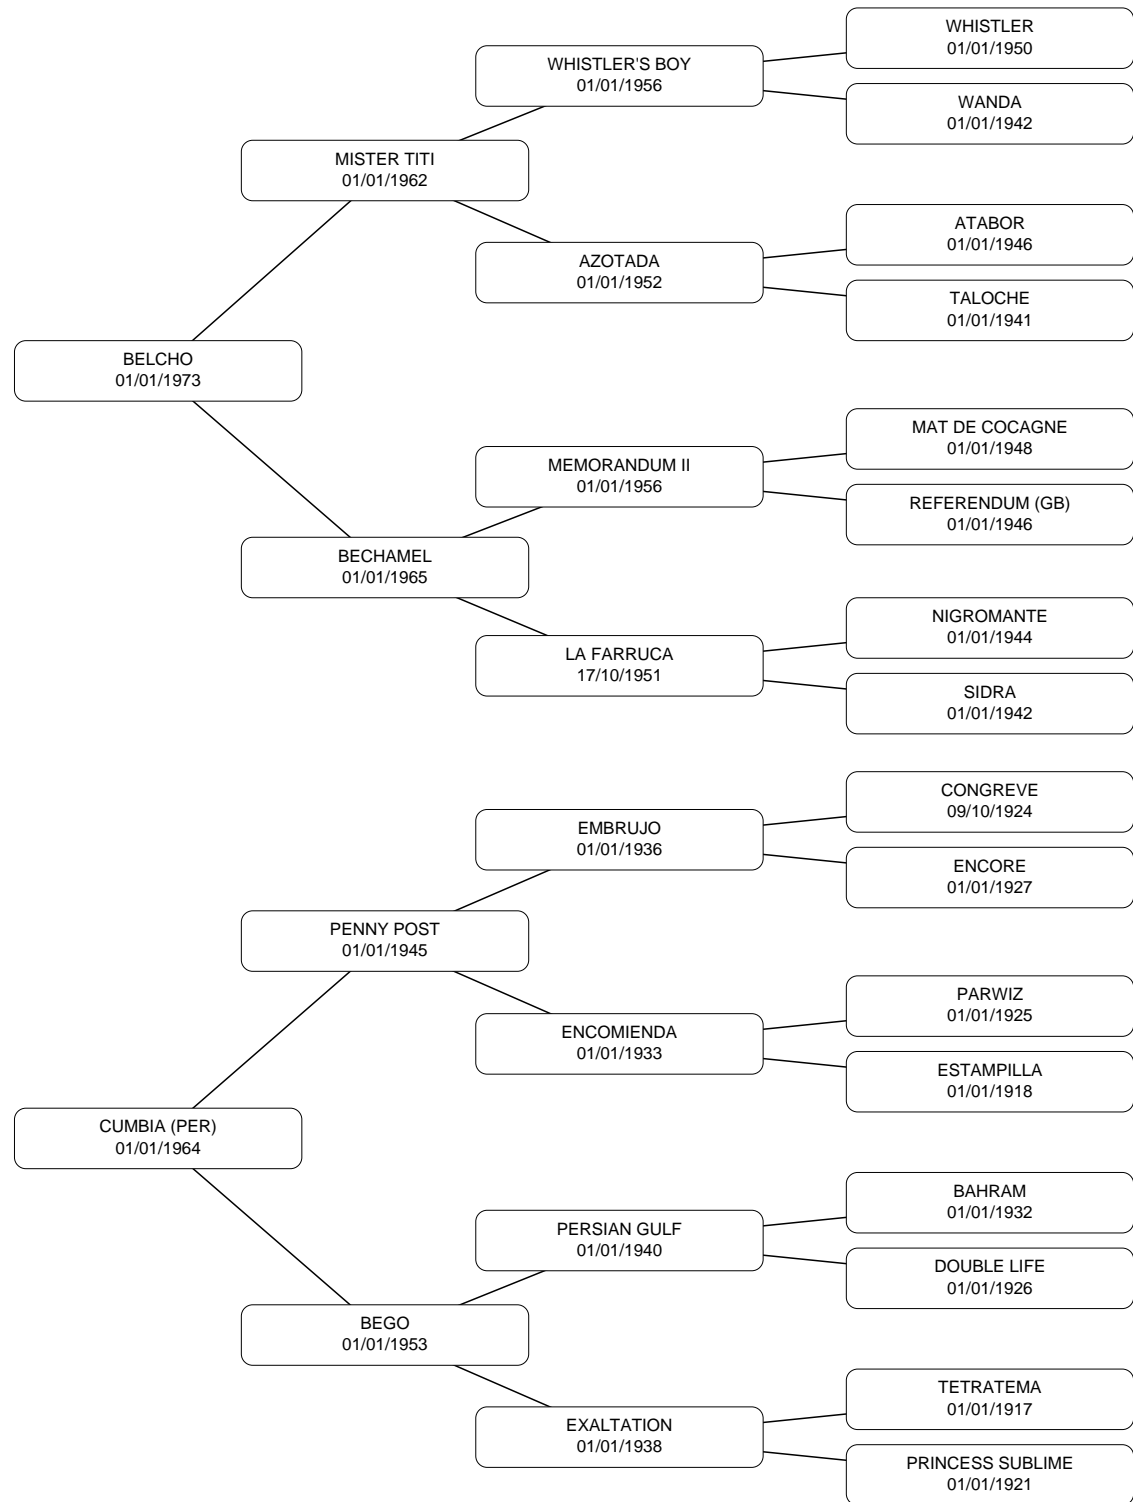 WHISTLER
01/01/1950
WHISTLER'S BOY
01/01/1956
WANDA
01/01/1942
MISTER TITI
01/01/1962
ATABOR
01/01/1946
AZOTADA
01/01/1952
TALOCHE
01/01/1941
BELCHO
01/01/1973
MAT DE COCAGNE
01/01/1948
MEMORANDUM II
01/01/1956
REFERENDUM (GB)
01/01/1946
BECHAMEL
01/01/1965
NIGROMANTE
01/01/1944
LA FARRUCA
17/10/1951
SIDRA
01/01/1942
CONGREVE
09/10/1924
EMBRUJO
01/01/1936
ENCORE
01/01/1927
PENNY POST
01/01/1945
PARWIZ
01/01/1925
ENCOMIENDA
01/01/1933
ESTAMPILLA
01/01/1918
CUMBIA (PER)
01/01/1964
BAHRAM
01/01/1932
PERSIAN GULF
01/01/1940
DOUBLE LIFE
01/01/1926
BEGO
01/01/1953
TETRATEMA
01/01/1917
EXALTATION
01/01/1938
PRINCESS SUBLIME
01/01/1921